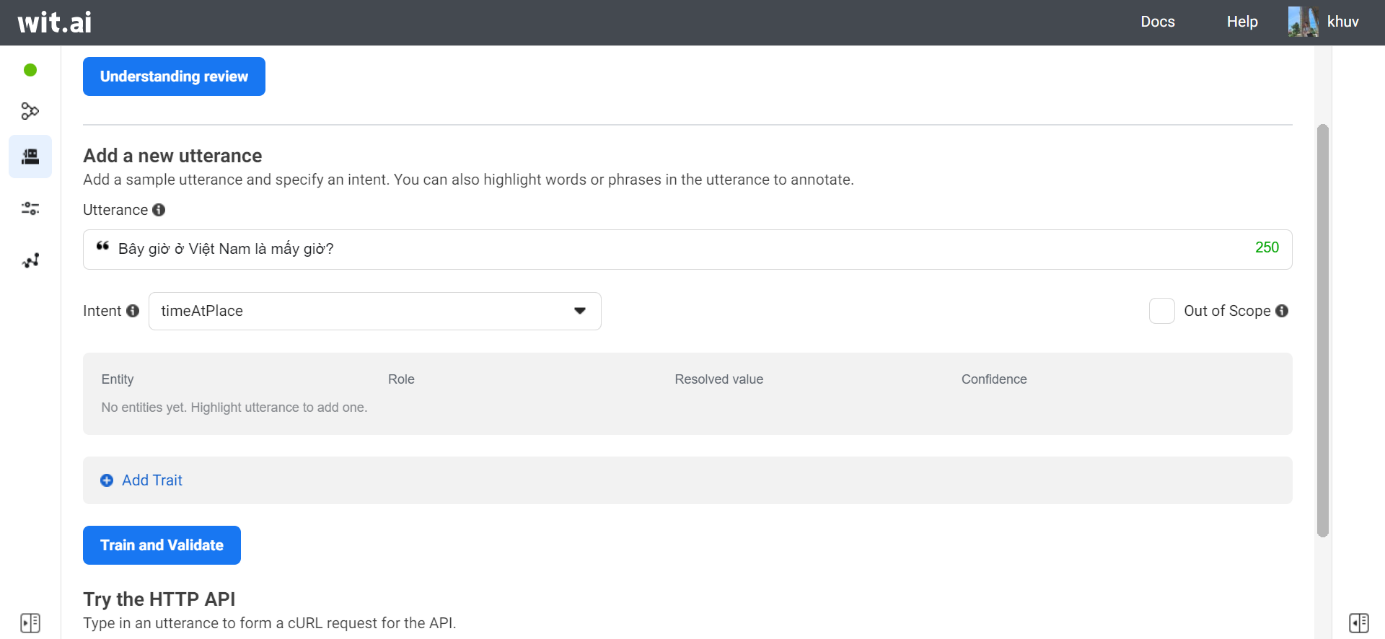 wit.ai Docs Help khuv
Understanding review
Add a new utterance
Add a sample utterance and specify an intent. You can also highlight words or phrases in the utterance to annotate.
Utterance
“ Bây giờ ở Việt Nam là mấy giờ? 250
Intent timeAtPlace Out of Scope
Entity Role Resolved value Confidence
No entities yet. Highlight utterance to add one.
Add Trait
Train and Validate
Try the HTTP API
Type in an utterance to form a cURL request for the API.